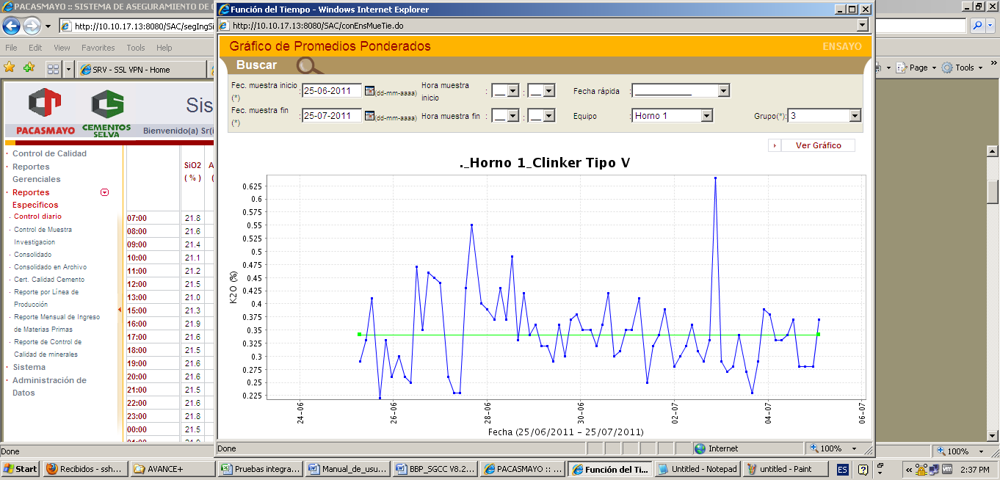 PACASMAYO :: SISTEMA DE ASEGURAMIENTO DE
Función del Tiempo - Windows Internet Explorer
http://10.10.17.13:8080/SAC/segIngSi
http://10.10.17.13:8080/SAC/conEnsMueTie.do
File Edit View Favorites Tools Help
SRV - SSL VPN - Home
Page Tools »
Gráfico de Promedios Ponderados
ENSAYO
Buscar
Fec. muestra inicio (*) : 25-06-2011 (dd-mm-aaaa) Hora muestra inicio : __ : __ Fecha rápida : ____________
Fec. muestra fin (*) : 25-07-2011 (dd-mm-aaaa) Hora muestra fin : __ : __ Equipo : Horno 1 Grupo(*): 3
Ver Gráfico
._Horno 1_Clinker Tipo V
K2O (%)
0.625
0.6
0.575
0.55
0.525
0.5
0.475
0.45
0.425
0.4
0.375
0.35
0.325
0.3
0.275
0.25
0.225
24-06 26-06 28-06 30-06 02-07 04-07 06-07
Fecha (25/06/2011 - 25/07/2011)
Done
Internet
100%
PACASMAYO
CEMENTOS SELVA
Sis
Bienvenido(a) Sr(i
· Control de Calidad
· Reportes
Gerenciales
· Reportes
Específicos
· Control diario
· Control de Muestra
Investigacion
· Consolidado
· Consolidado en Archivo
· Cert. Calidad Cemento
· Reporte por Línea de
Producción
· Reporte Mensual de Ingreso
de Materias Primas
· Reporte de Control de
Calidad de minerales
· Sistema
· Administración de
Datos
SiO2 A
( % ) (
07:00 21.8
08:00 21.6
09:00 21.4
10:00 21.1
11:00 21.2
12:00 21.5
13:00 21.0
15:00 21.3
16:00 21.9
17:00 21.6
18:00 21.5
19:00 21.6
20:00 21.6
21:00 21.5
22:00 21.6
23:00 21.8
00:00 21.5
Done
100%
Start
Recibidos - ssh...
AVANCE+
Pruebas integra...
Manual_de_usu...
BBP_SGCC V8.2...
PACASMAYO :: ...
Función del Ti...
Untitled - Notepad
untitled - Paint
ES
«
2:37 PM